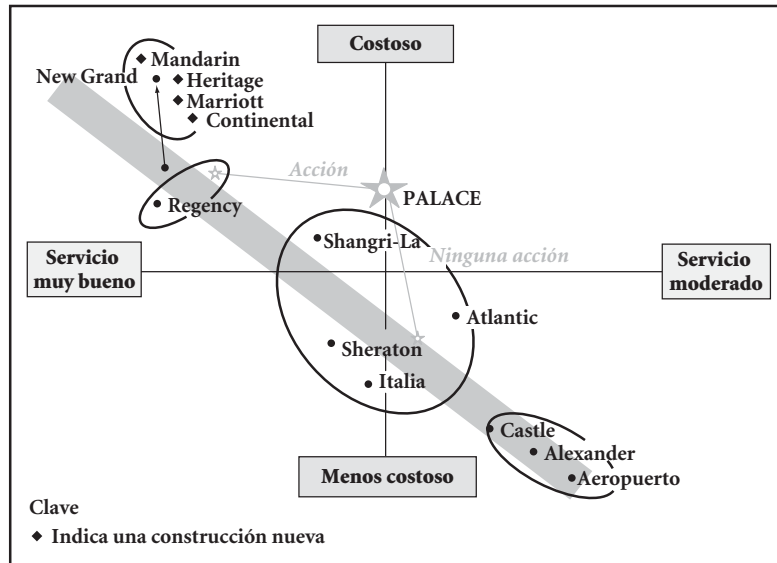 Costoso
Mandarin
New Grand
Heritage
Marriott
Continental
Acción
PALACE
Regency
Shangri-La
Ninguna acción
Servicio
muy bueno
Servicio
moderado
Atlantic
Sheraton
Italia
Castle
Alexander
Aeropuerto
Menos costoso
Clave
Indica una construcción nueva